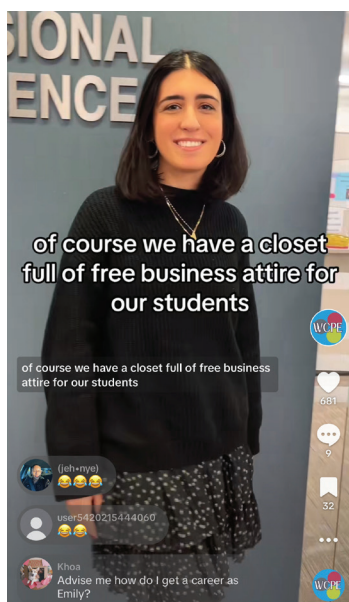 SIONAL
ENCE
of course we have a closet
full of free business attire for
our students
WCPE
of course we have a closet full of free business
attire for our students
681
9
32
(jeh•nye)
😂😂😂
user5420215444060
😂😂
Khoa
Advise me how do I get a career as
Emily?
WCPE